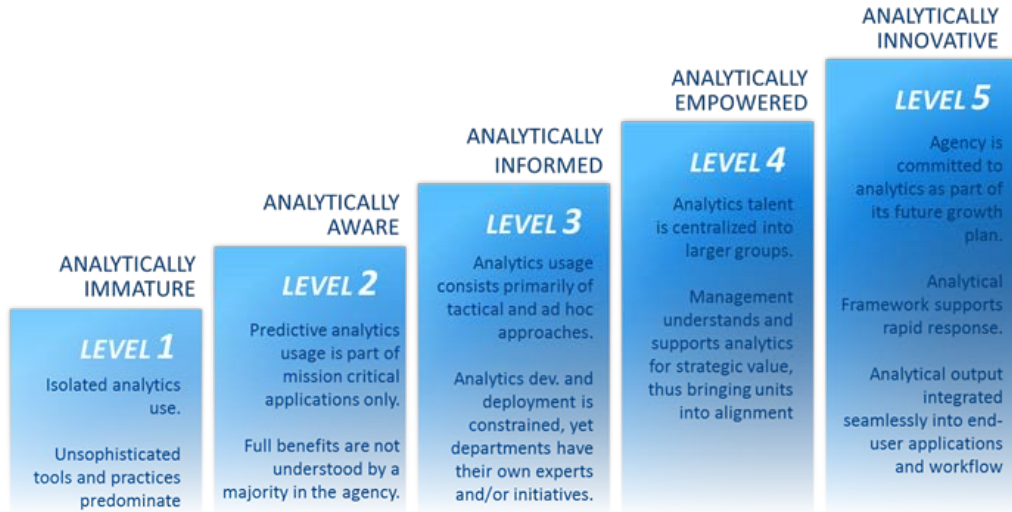 ANALYTICALLY
IMMATURE
LEVEL 1
Isolated analytics
use.
Unsophisticated
tools and practices
predominate
ANALYTICALLY
AWARE
LEVEL 2
Predictive analytics
usage is part of
mission critical
applications only.
Full benefits are not
understood by a
majority in the agency.
ANALYTICALLY
INFORMED
LEVEL 3
Analytics usage
consists primarily of
tactical and ad hoc
approaches.
Analytics dev. and
deployment is
constrained, yet
departments have
their own experts
and/or initiatives.
ANALYTICALLY
EMPOWERED
LEVEL 4
Analytics talent
is centralized into
larger groups.
Management
understands and
supports analytics
for strategic value,
thus bringing units
into alignment
ANALYTICALLY
INNOVATIVE
LEVEL 5
Agency is
committed to
analytics as part of
its future growth
plan.
Analytical
Framework supports
rapid response.
Analytical output
integrated
seamlessly into end-
user applications
and workflow